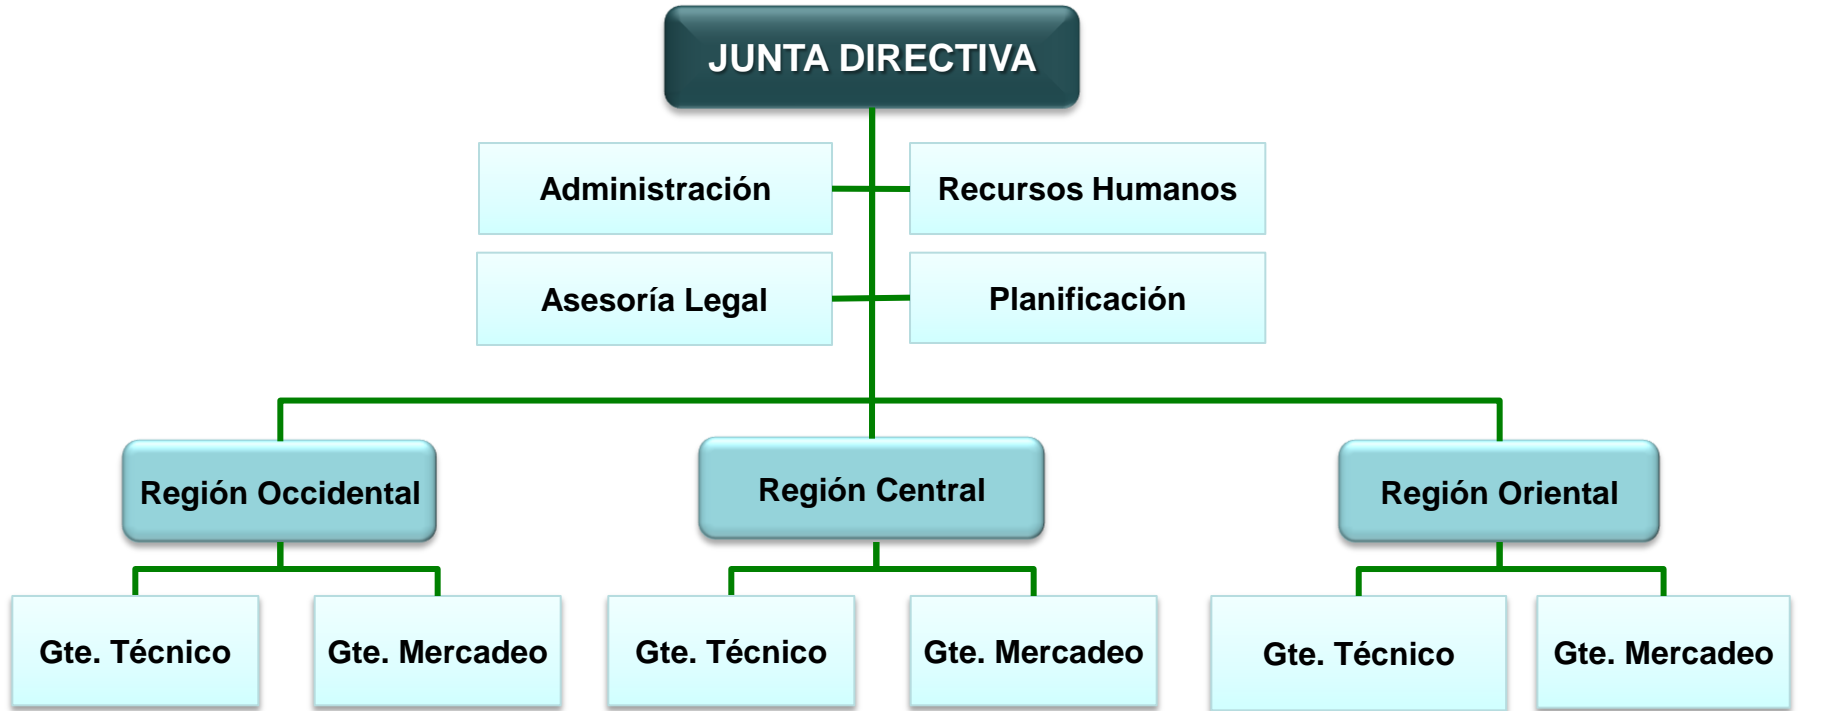 JUNTA DIRECTIVA
Administración
Recursos Humanos
Asesoría Legal
Planificación
Región Occidental
Región Central
Región Oriental
Gte. Técnico
Gte. Mercadeo
Gte. Técnico
Gte. Mercadeo
Gte. Técnico
Gte. Mercadeo